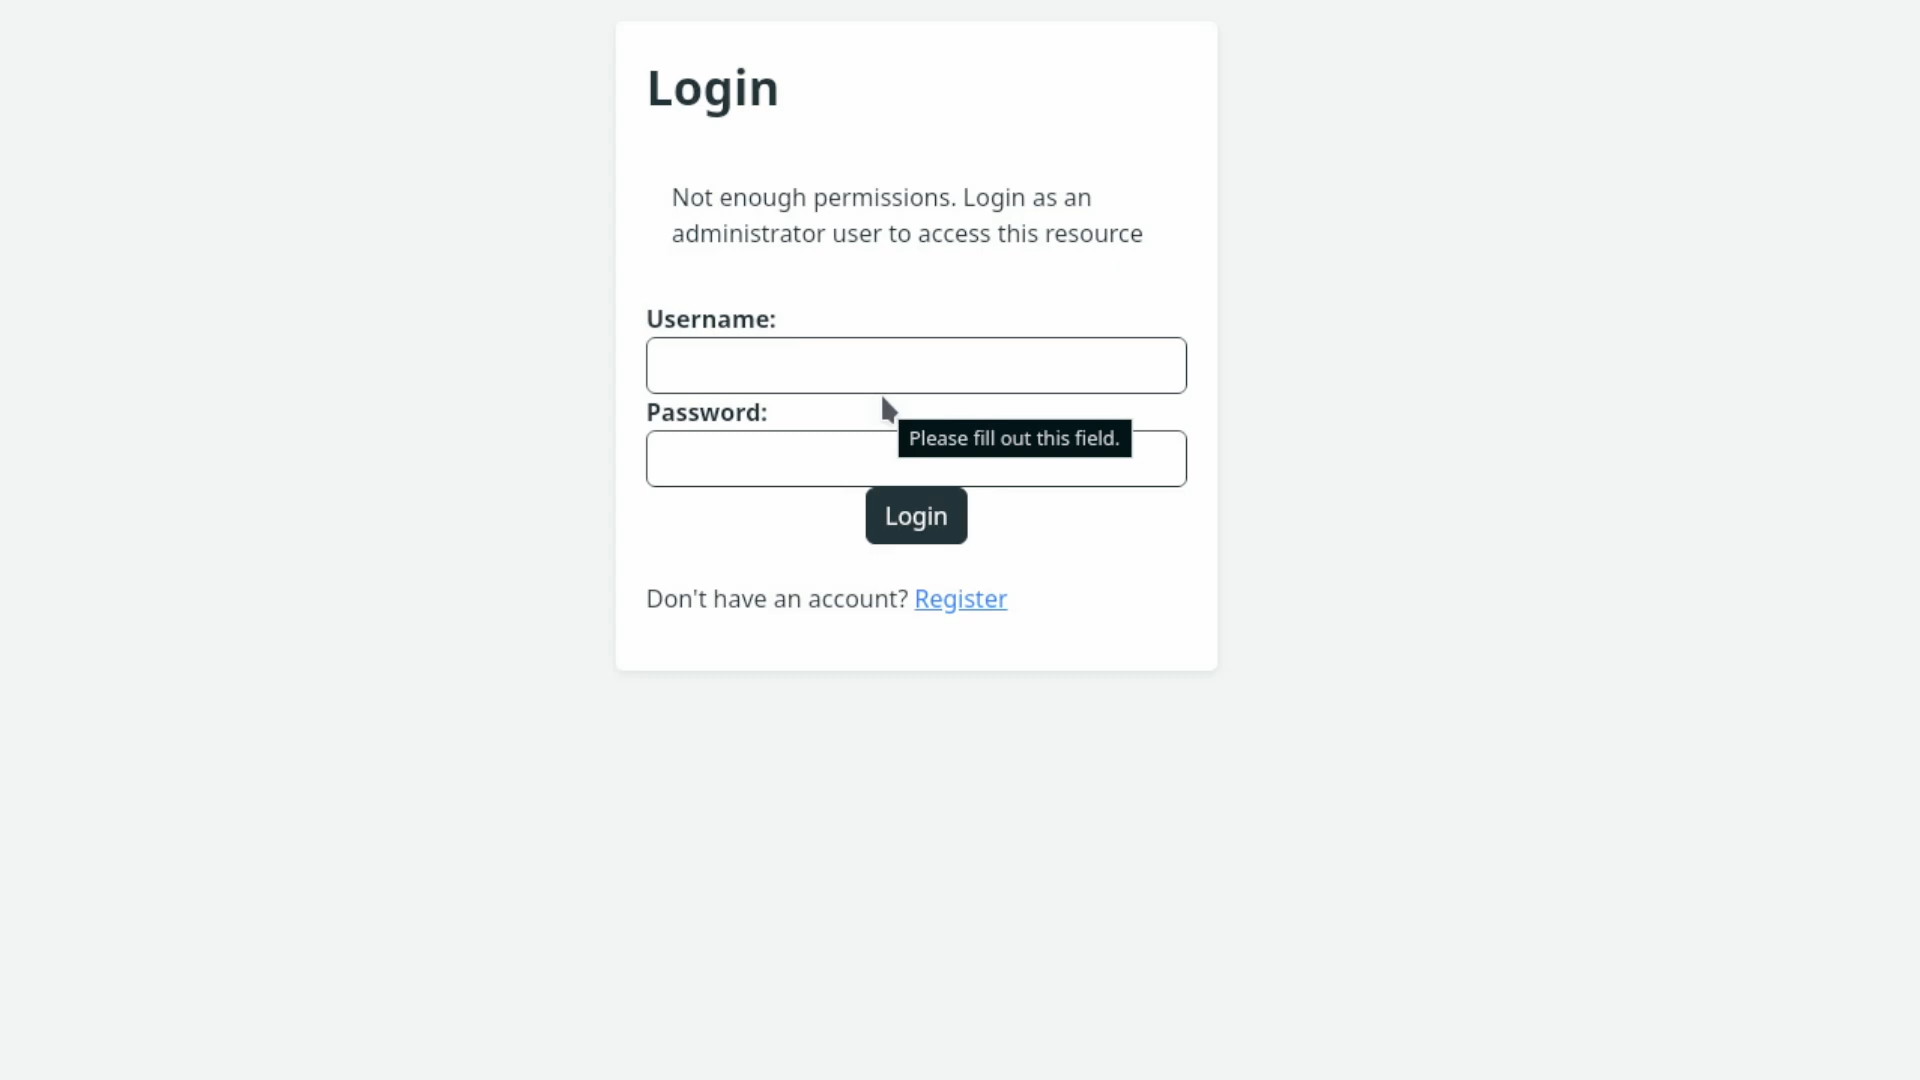 Login
Not enough permissions. Login as an
administrator user to access this resource
Username:
Password:
Please fill out this field.
Login
Don't have an account? Register